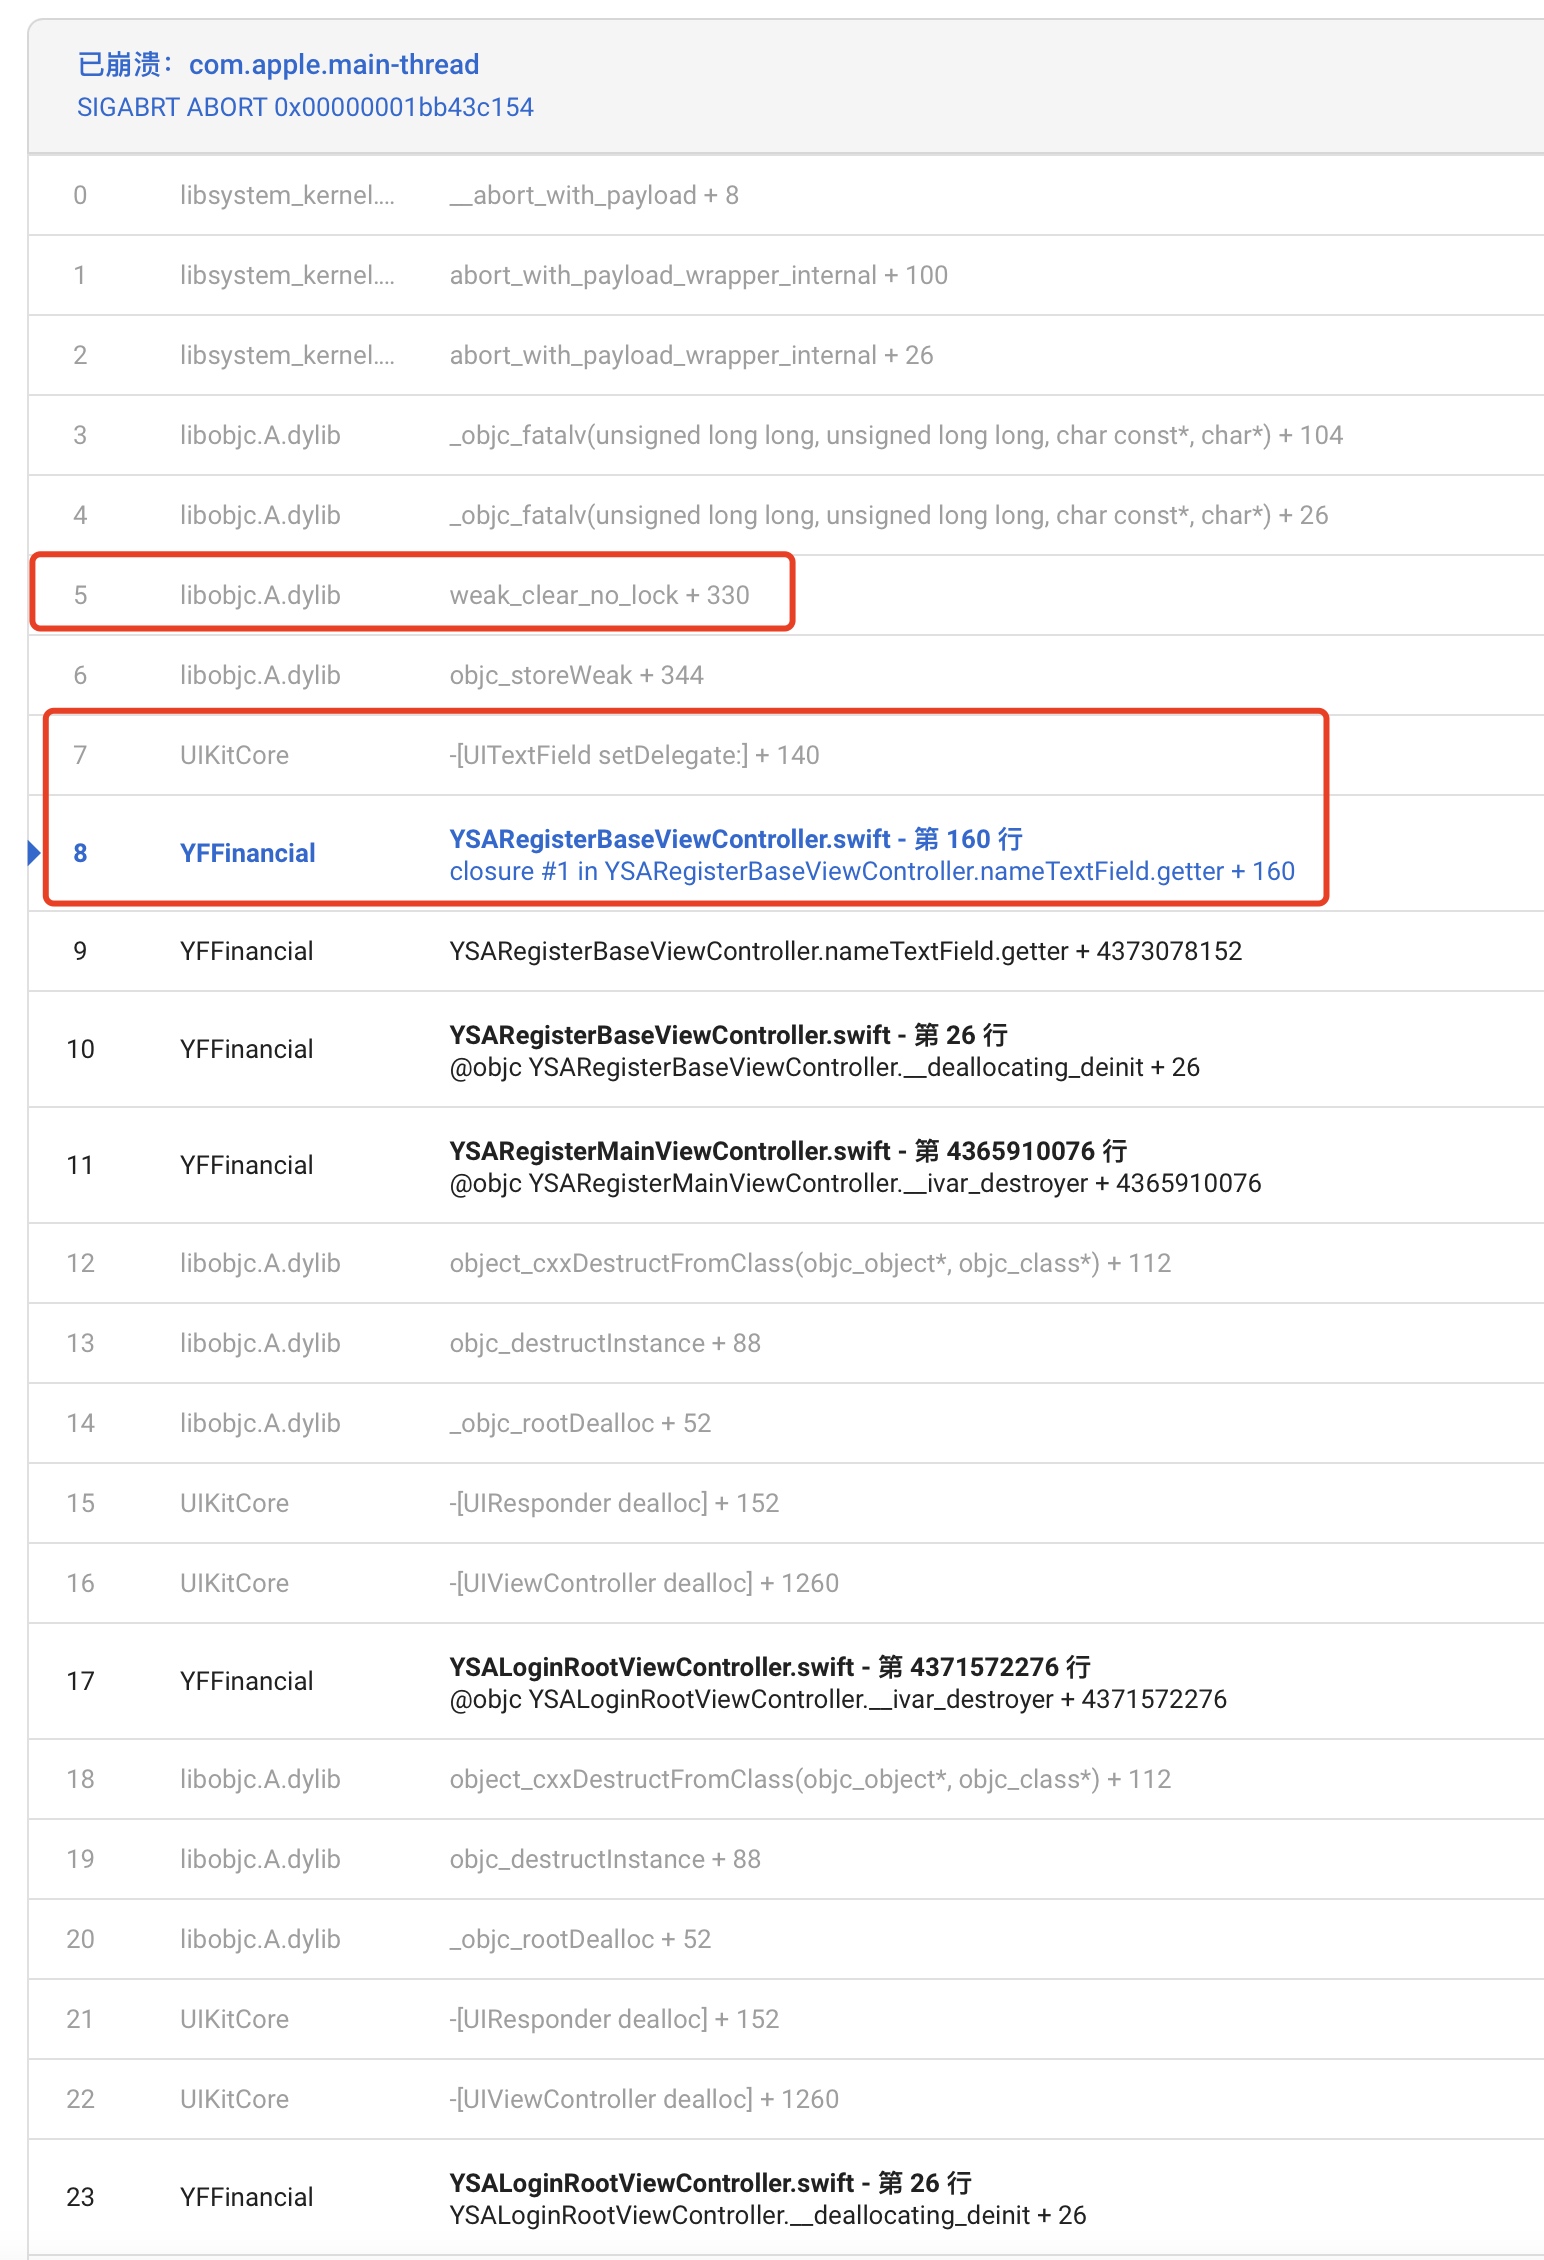 已崩溃：com.apple.main-thread
SIGABRT ABORT 0x00000001bb43c154
0 libsystem_kernel.... __abort_with_payload + 8
1 libsystem_kernel.... abort_with_payload_wrapper_internal + 100
2 libsystem_kernel.... abort_with_payload_wrapper_internal + 26
3 libobjc.A.dylib _objc_fatalv(unsigned long long, unsigned long long, char const*, char*) + 104
4 libobjc.A.dylib _objc_fatalv(unsigned long long, unsigned long long, char const*, char*) + 26
5 libobjc.A.dylib weak_clear_no_lock + 330
6 libobjc.A.dylib objc_storeWeak + 344
7 UIKitCore -[UITextField setDelegate:] + 140
8 YFFinancial YSARegisterBaseViewController.swift - 第 160 行
closure #1 in YSARegisterBaseViewController.nameTextField.getter + 160
9 YFFinancial YSARegisterBaseViewController.nameTextField.getter + 4373078152
10 YFFinancial YSARegisterBaseViewController.swift - 第 26 行
@objc YSARegisterBaseViewController.__deallocating_deinit + 26
11 YFFinancial YSARegisterMainViewController.swift - 第 4365910076 行
@objc YSARegisterMainViewController.__ivar_destroyer + 4365910076
12 libobjc.A.dylib object_cxxDestructFromClass(objc_object*, objc_class*) + 112
13 libobjc.A.dylib objc_destructInstance + 88
14 libobjc.A.dylib _objc_rootDealloc + 52
15 UIKitCore -[UIResponder dealloc] + 152
16 UIKitCore -[UIViewController dealloc] + 1260
17 YFFinancial YSALoginRootViewController.swift - 第 4371572276 行
@objc YSALoginRootViewController.__ivar_destroyer + 4371572276
18 libobjc.A.dylib object_cxxDestructFromClass(objc_object*, objc_class*) + 112
19 libobjc.A.dylib objc_destructInstance + 88
20 libobjc.A.dylib _objc_rootDealloc + 52
21 UIKitCore -[UIResponder dealloc] + 152
22 UIKitCore -[UIViewController dealloc] + 1260
23 YFFinancial YSALoginRootViewController.swift - 第 26 行
YSALoginRootViewController.__deallocating_deinit + 26